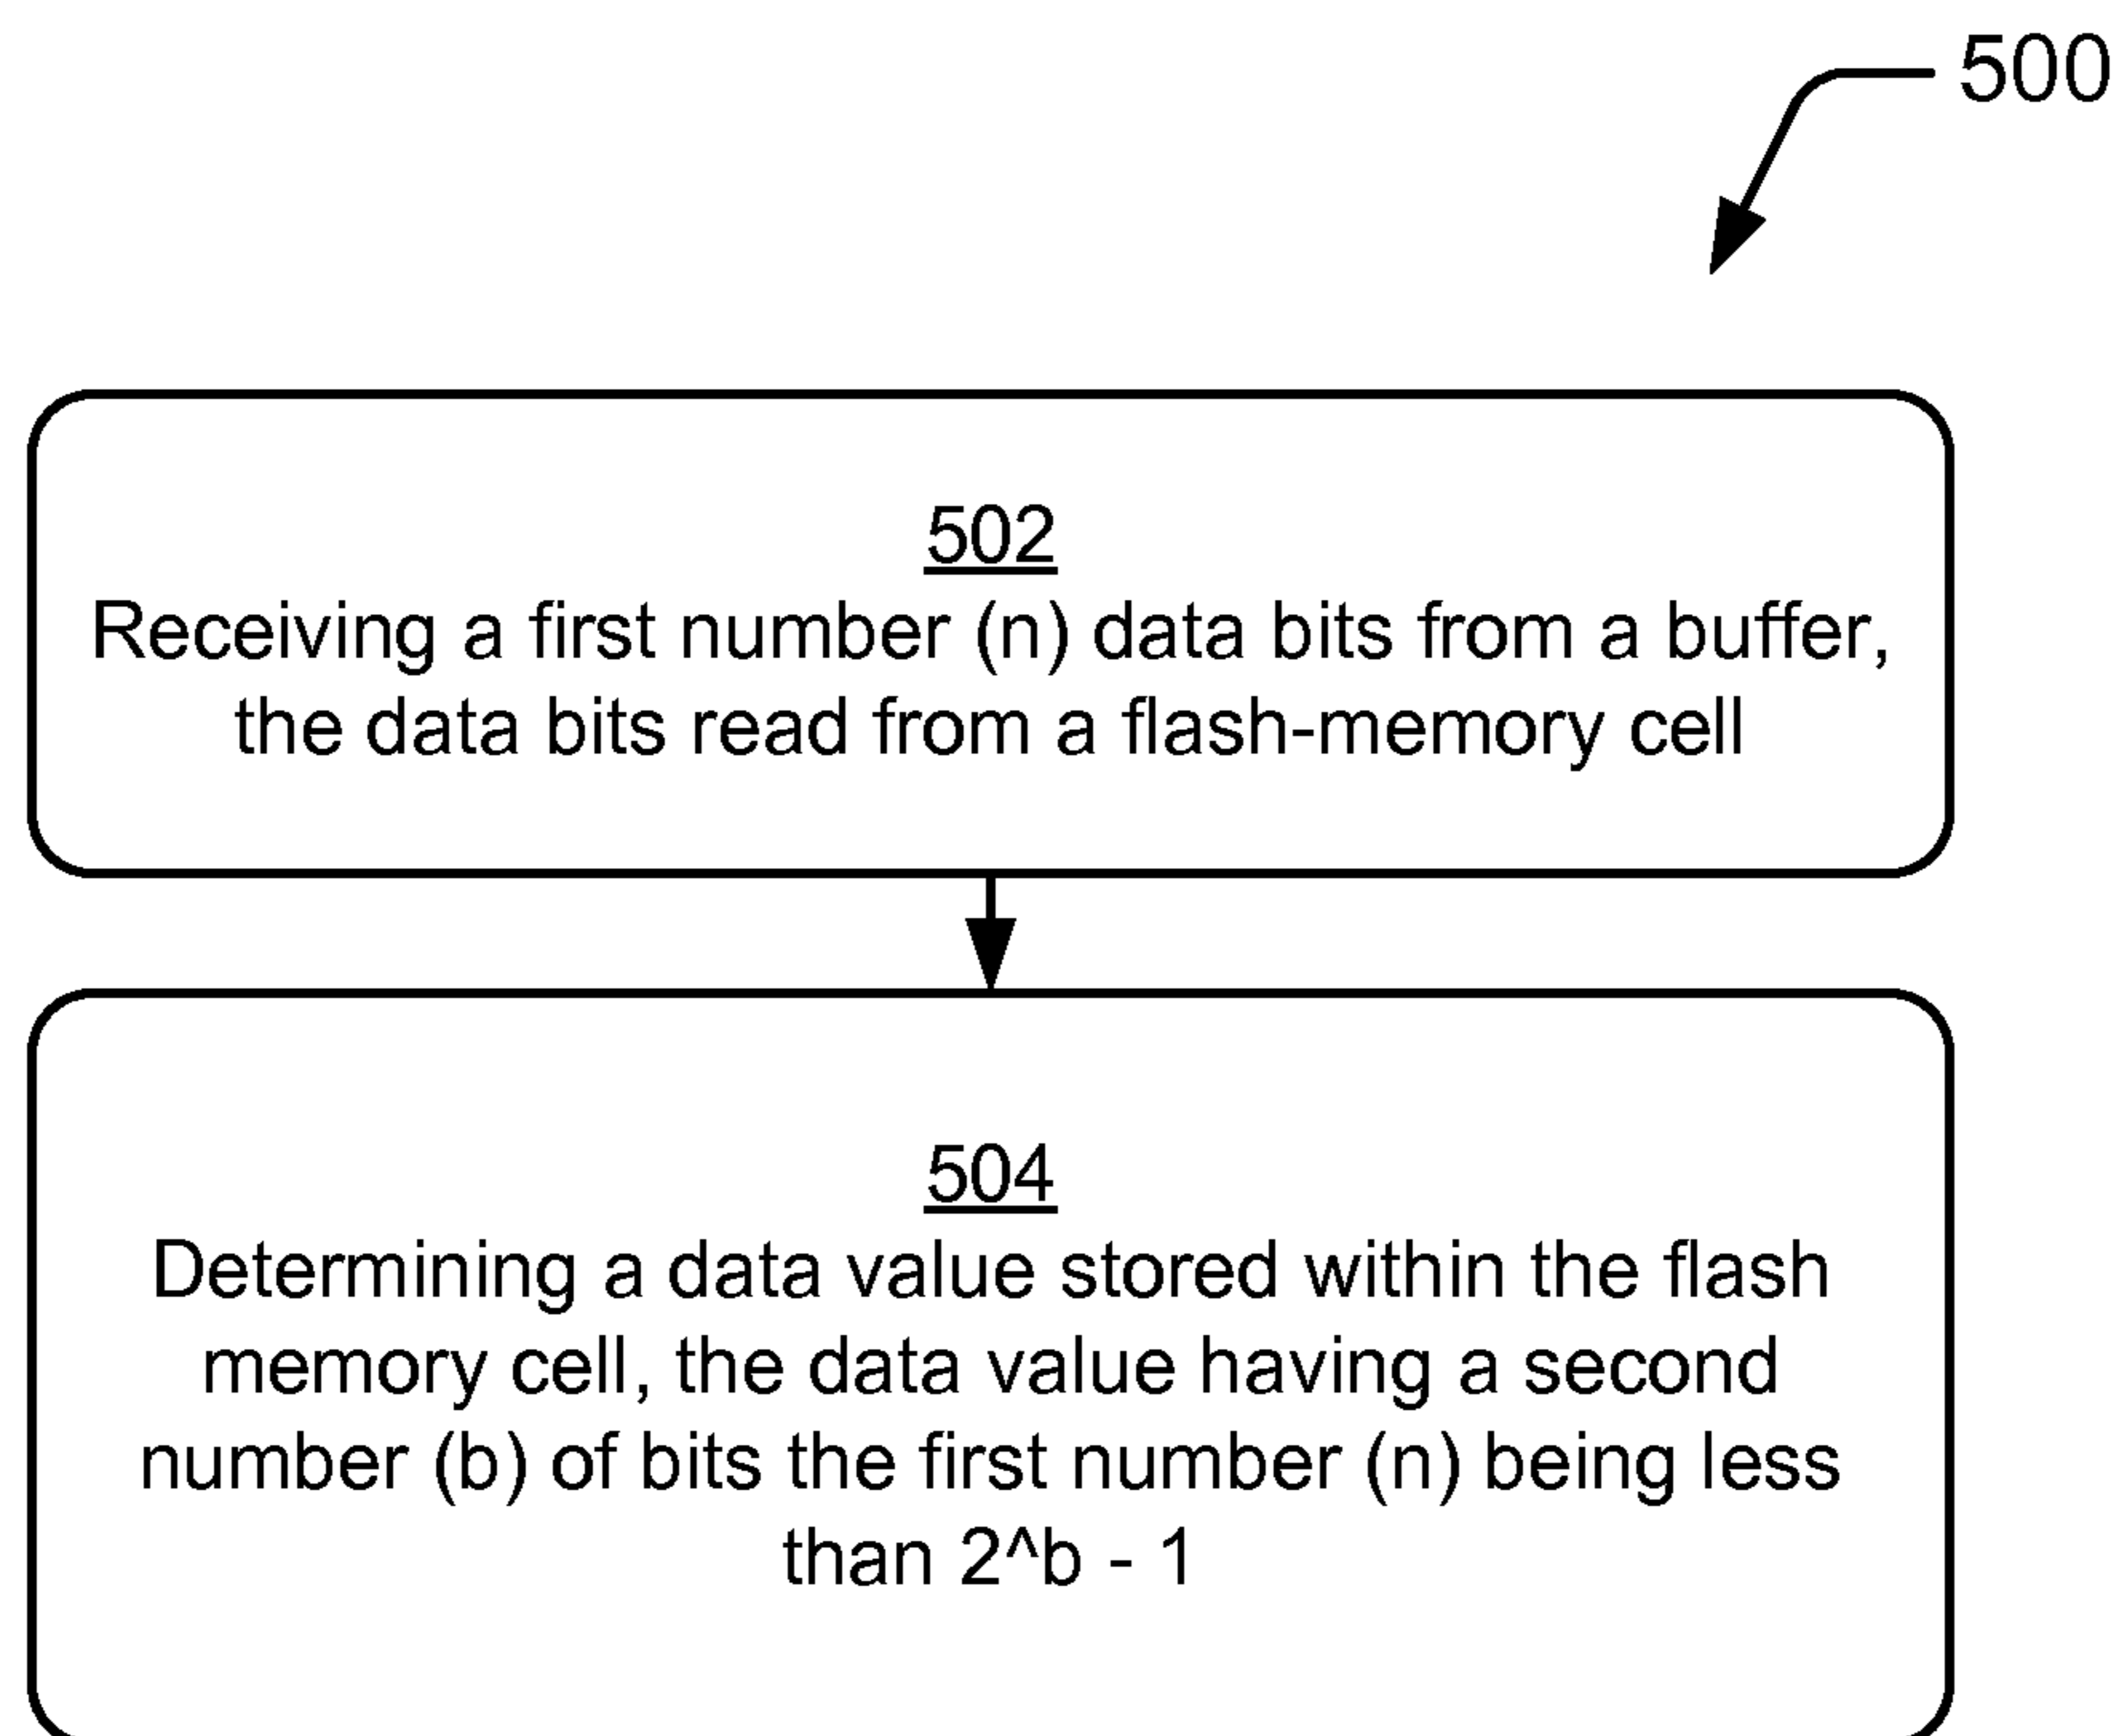 500
502
Receiving a first number (n) data bits from a buffer,
the data bits read from a flash-memory cell
504
Determining a data value stored within the flash
memory cell, the data value having a second
number (b) of bits the first number (n) being less
than 2^b - 1